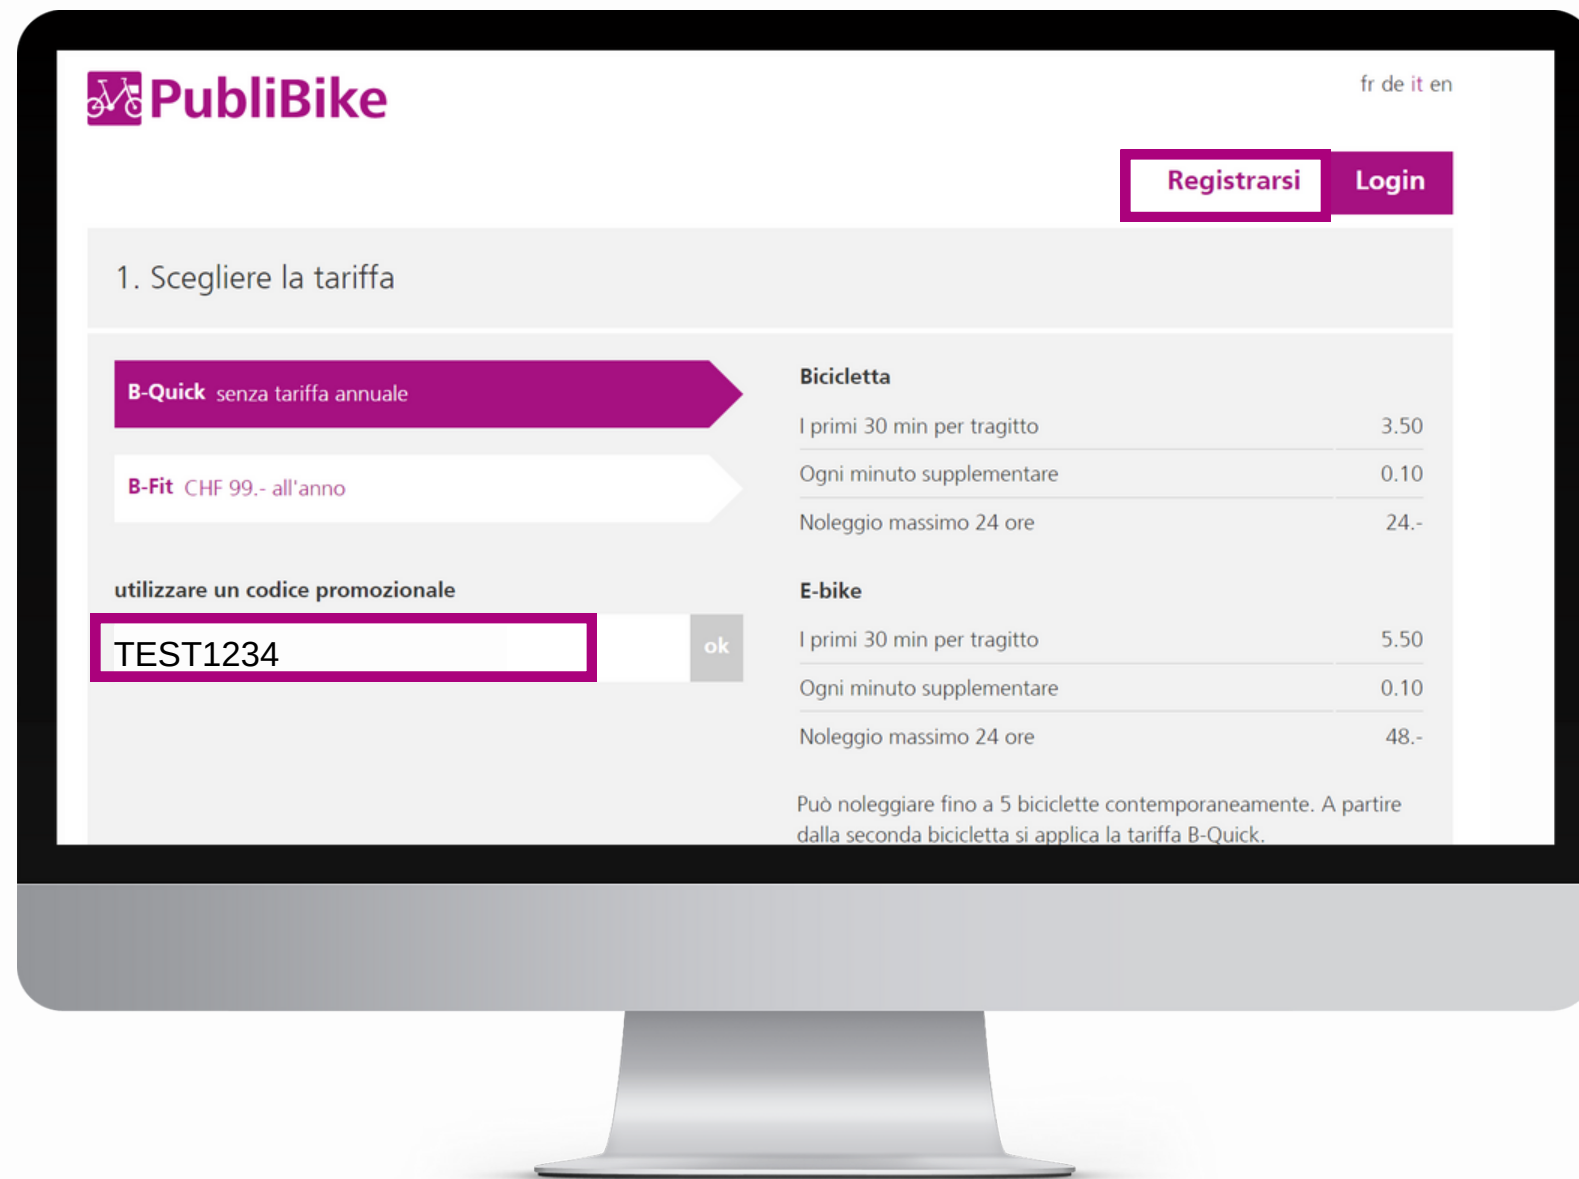 PubliBike
fr de it en
Registrarsi
Login
1. Scegliere la tariffa
B-Quick senza tariffa annuale
B-Fit CHF 99.- all'anno
utilizzare un codice promozionale
TEST1234
ok
Bicicletta
I primi 30 min per tragitto 3.50
Ogni minuto supplementare 0.10
Noleggio massimo 24 ore 24.-
E-bike
I primi 30 min per tragitto 5.50
Ogni minuto supplementare 0.10
Noleggio massimo 24 ore 48.-
Può noleggiare fino a 5 biciclette contemporaneamente. A partire
dalla seconda bicicletta si applica la tariffa B-Quick.